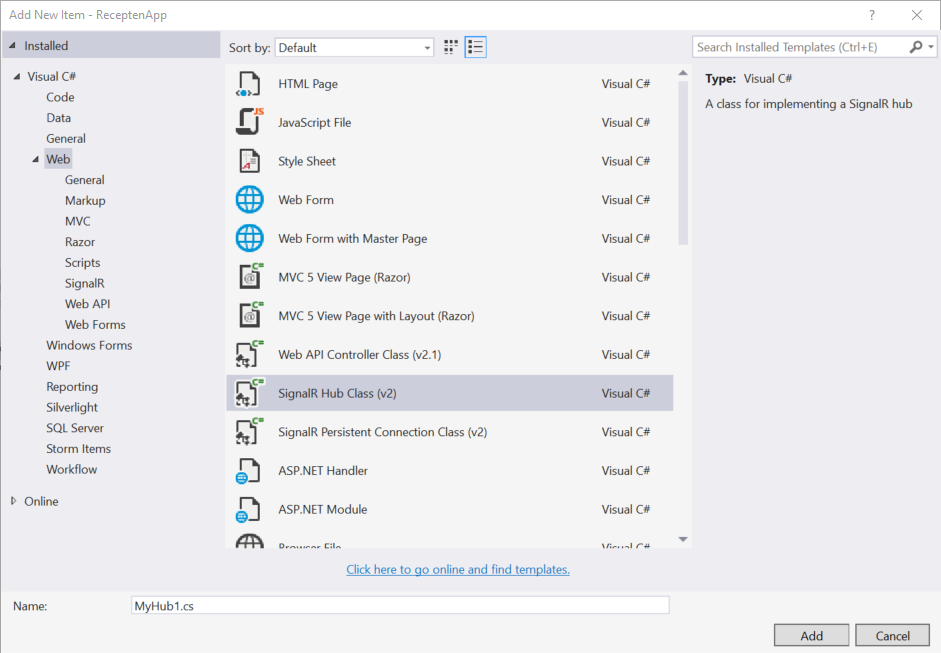 Add New Item - ReceptenApp
?
Installed
Sort by: Default
Search Installed Templates (Ctrl+E)
Visual C#
Code
Data
General
Web
General
Markup
MVC
Razor
Scripts
SignalR
Web API
Web Forms
Windows Forms
WPF
Reporting
Silverlight
SQL Server
Storm Items
Workflow
Online
HTML Page Visual C#
JS
JavaScript File Visual C#
Style Sheet Visual C#
Web Form Visual C#
Web Form with Master Page Visual C#
C#
@
MVC 5 View Page (Razor) Visual C#
C#
@
MVC 5 View Page with Layout (Razor) Visual C#
C#
Web API Controller Class (v2.1) Visual C#
C#
SignalR Hub Class (v2) Visual C#
C#
SignalR Persistent Connection Class (v2) Visual C#
ASP.NET Handler Visual C#
ASP.NET Module Visual C#
Browser File Visual C#
Type: Visual C#
A class for implementing a SignalR hub
Click here to go online and find templates.
Name: MyHub1.cs
Add Cancel